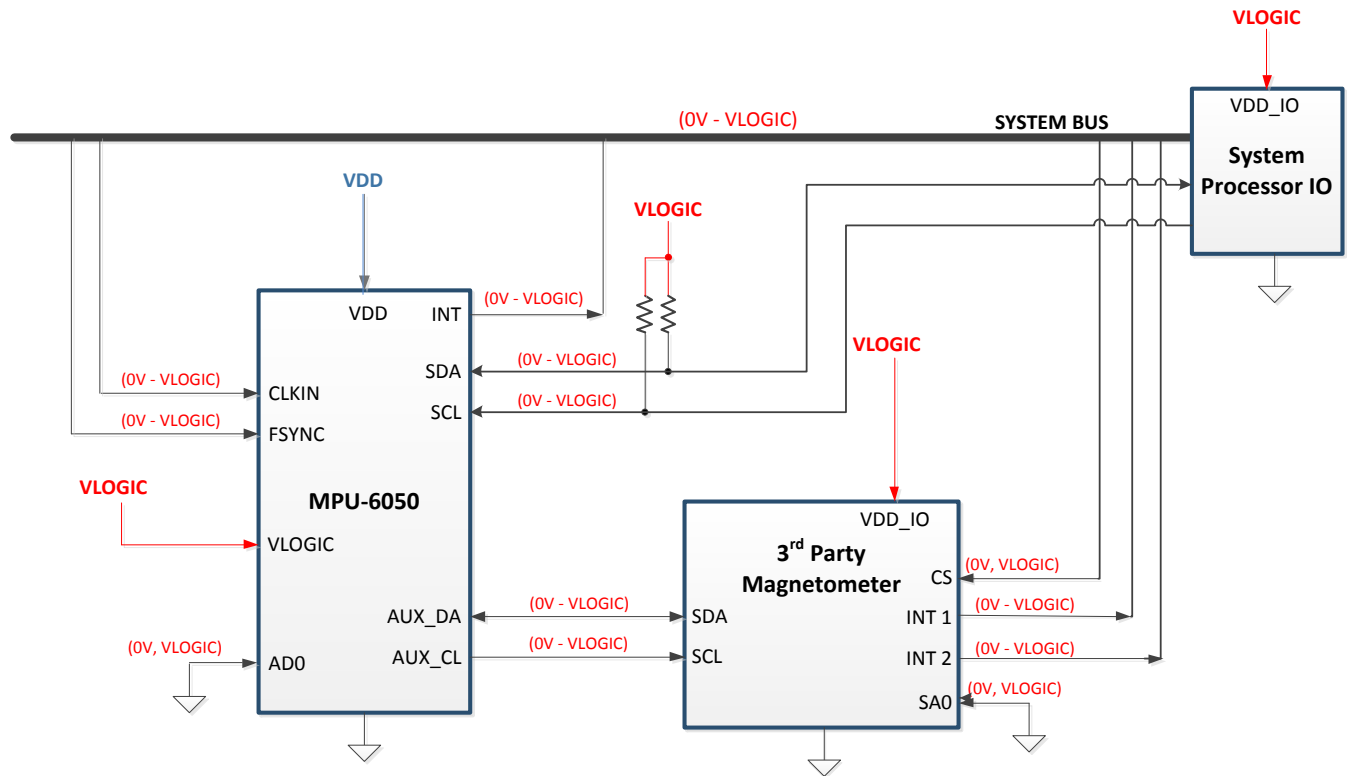 VLOGIC
VDD_IO
System
Processor IO
(0V - VLOGIC)
SYSTEM BUS
VDD
VLOGIC
VDD
INT
(0V - VLOGIC)
SDA
(0V - VLOGIC)
SCL
(0V - VLOGIC)
(0V - VLOGIC)
CLKIN
(0V - VLOGIC)
FSYNC
VLOGIC
VLOGIC
MPU-6050
AUX_DA
(0V - VLOGIC)
AUX_CL
(0V - VLOGIC)
(0V, VLOGIC)
AD0
VLOGIC
VDD_IO
3rd Party
Magnetometer
CS
(0V, VLOGIC)
SDA
INT 1
(0V - VLOGIC)
SCL
INT 2
(0V - VLOGIC)
SA0
(0V, VLOGIC)